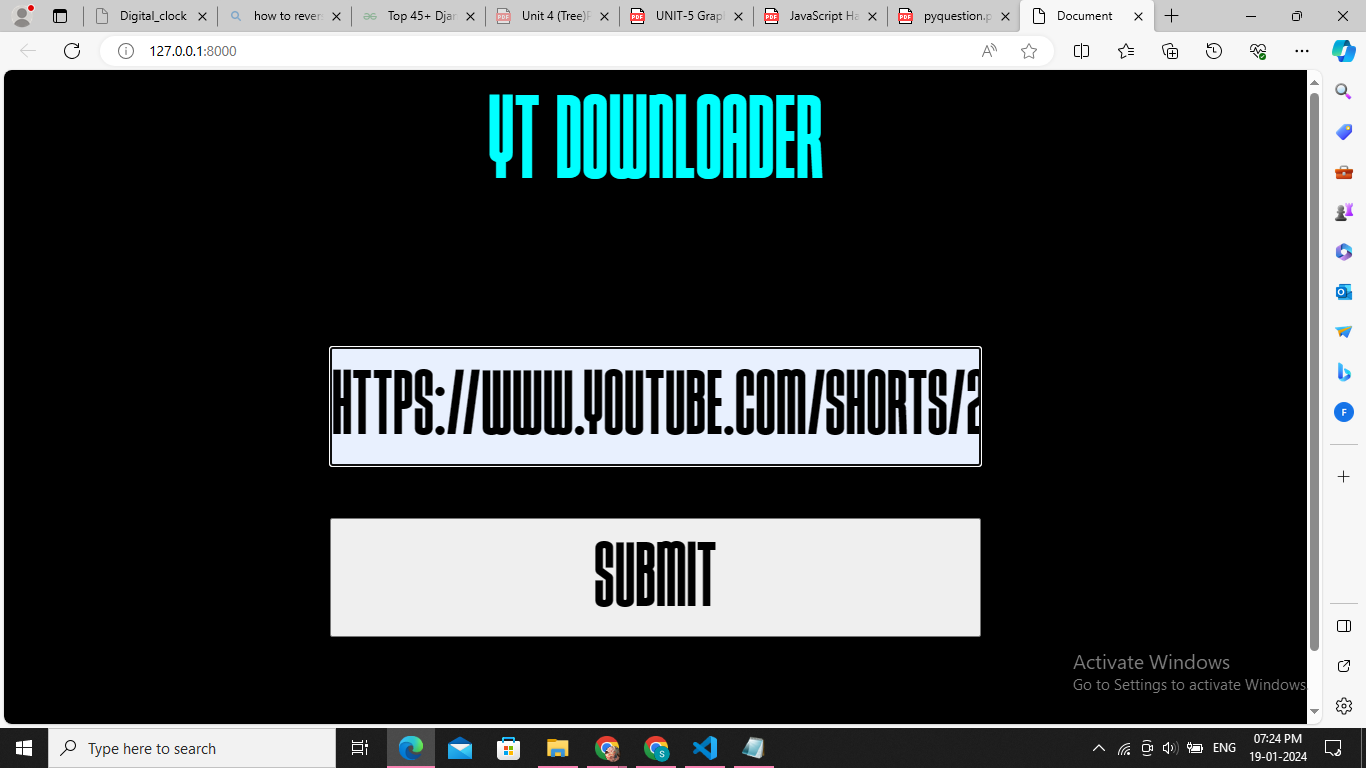 Digital_clock
how to rever
Top 45+ Djan
Unit 4 (Tree)P
UNIT-5 Grap
JavaScript Ha
pyquestion.p
Document
127.0.0.1:8000
YT DOWNLOADER
HTTPS://WWW.YOUTUBE.COM/SHORTS/2
SUBMIT
Activate Windows
Go to Settings to activate Windows.
Type here to search
ENG
07:24 PM
19-01-2024